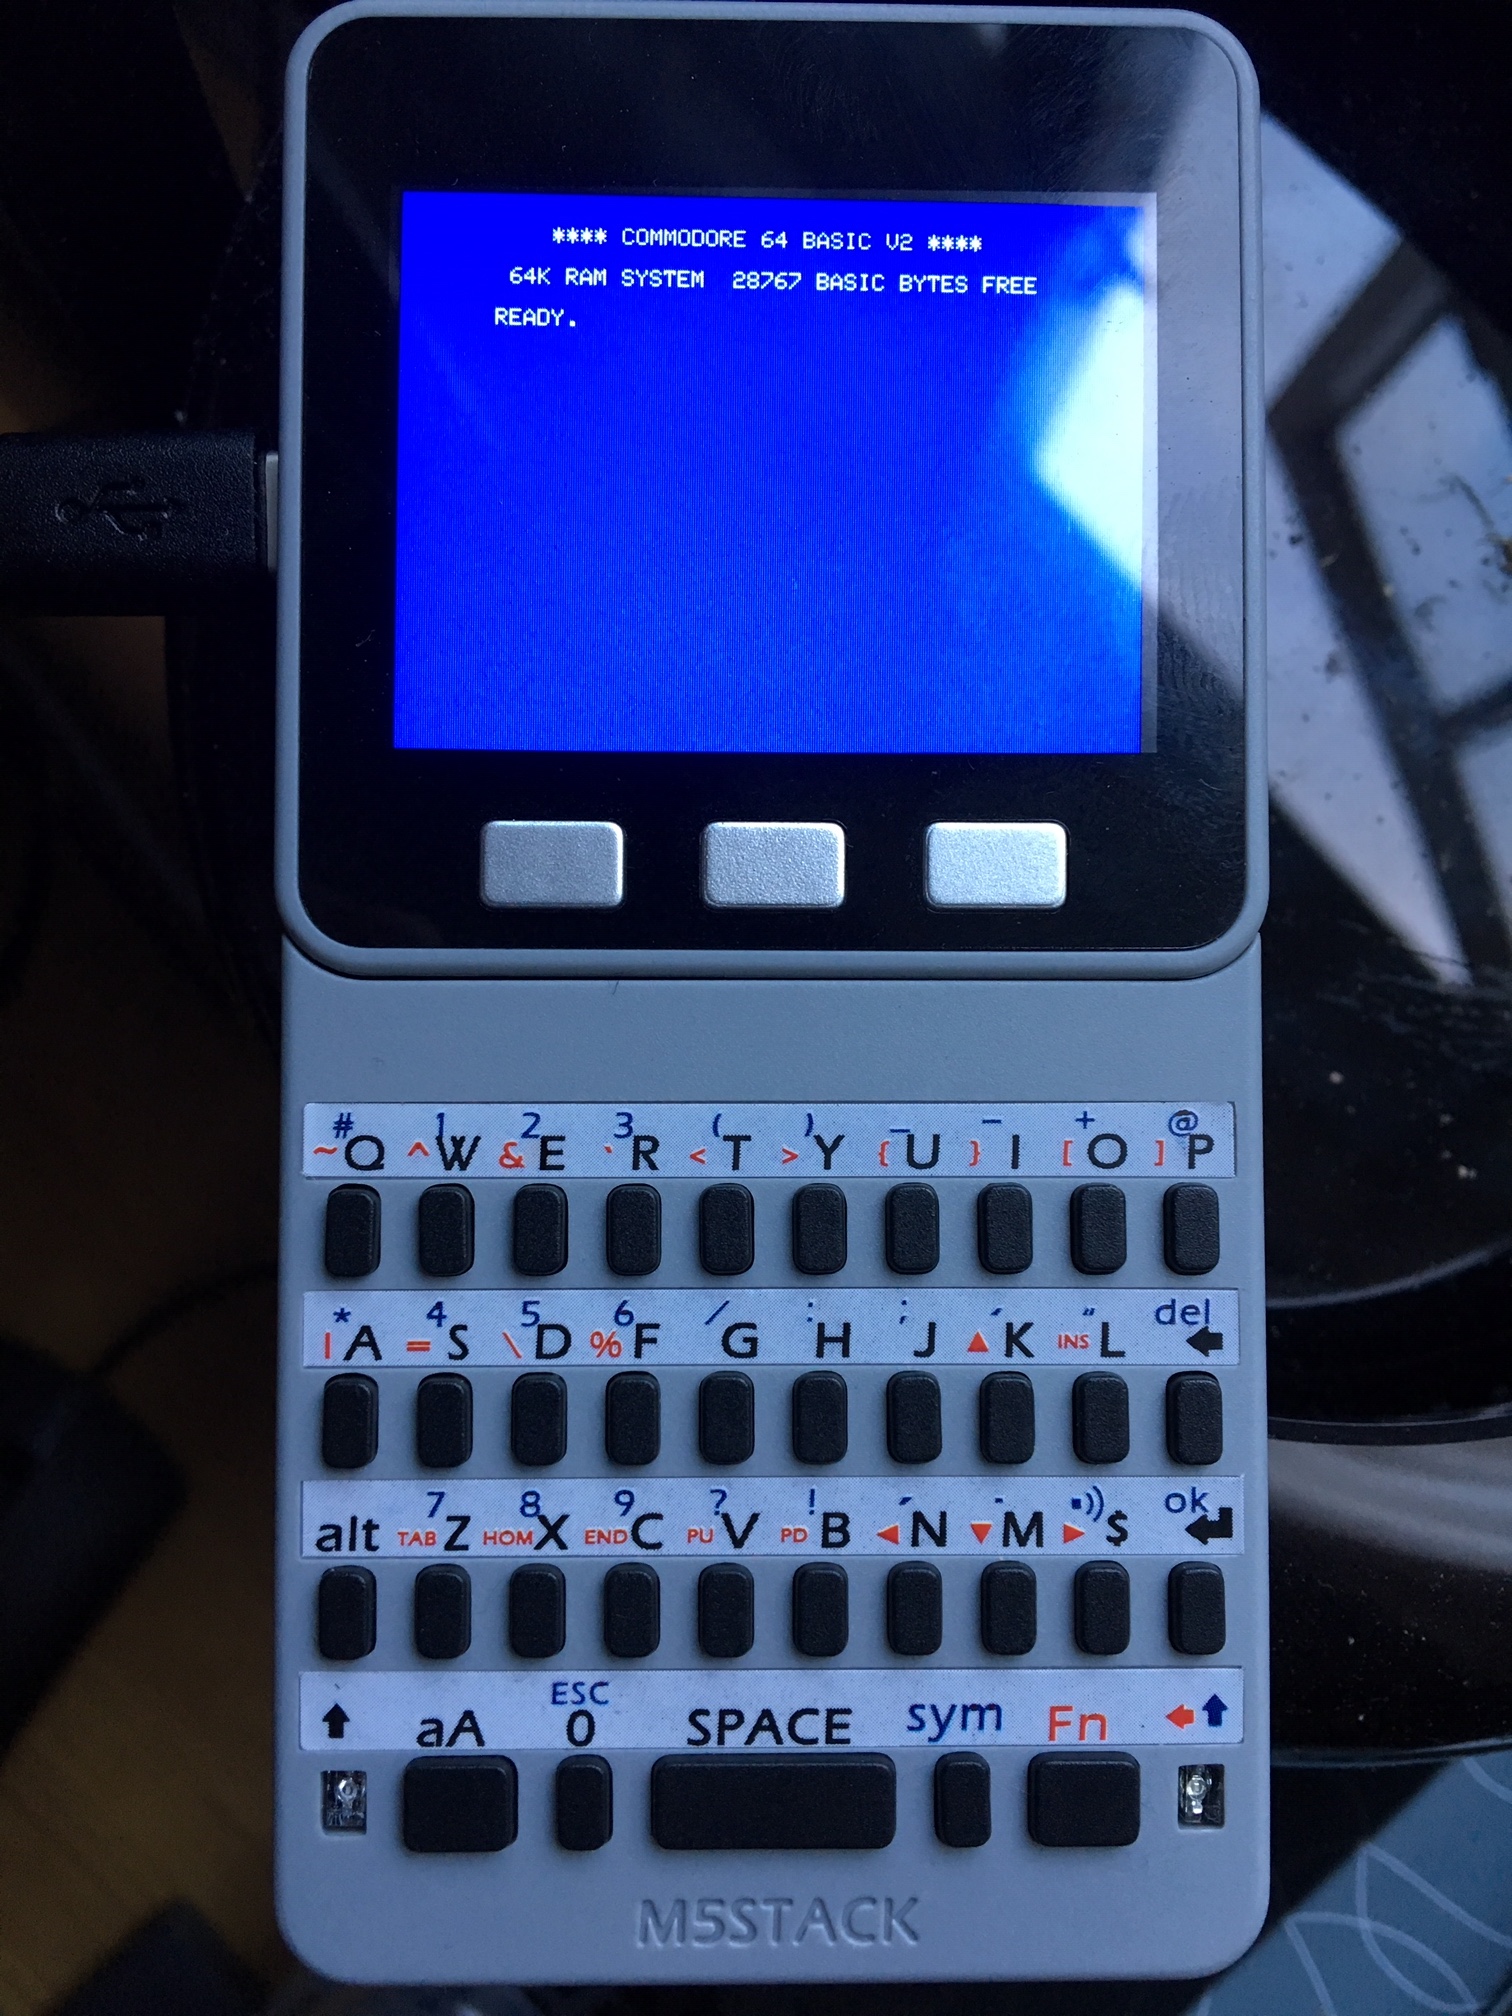 **** COMMODORE 64 BASIC V2 ****
64K RAM SYSTEM  28767 BASIC BYTES FREE
READY.
# 1 2 3 ( ) _ - + @
~ Q ^ W & E ` R < T > Y { U } I [ O ] P
* 4 5 6 / : ; ´ " del
| A = S \ D % F G H J ▲ K INS L ←
7 8 9 ? ! , . ok
alt TAB Z HOM X END C PU V PD B ◀ N ▼ M ▶ $ ↵
ESC
↑ aA 0 SPACE sym Fn ← ↑
M5STACK